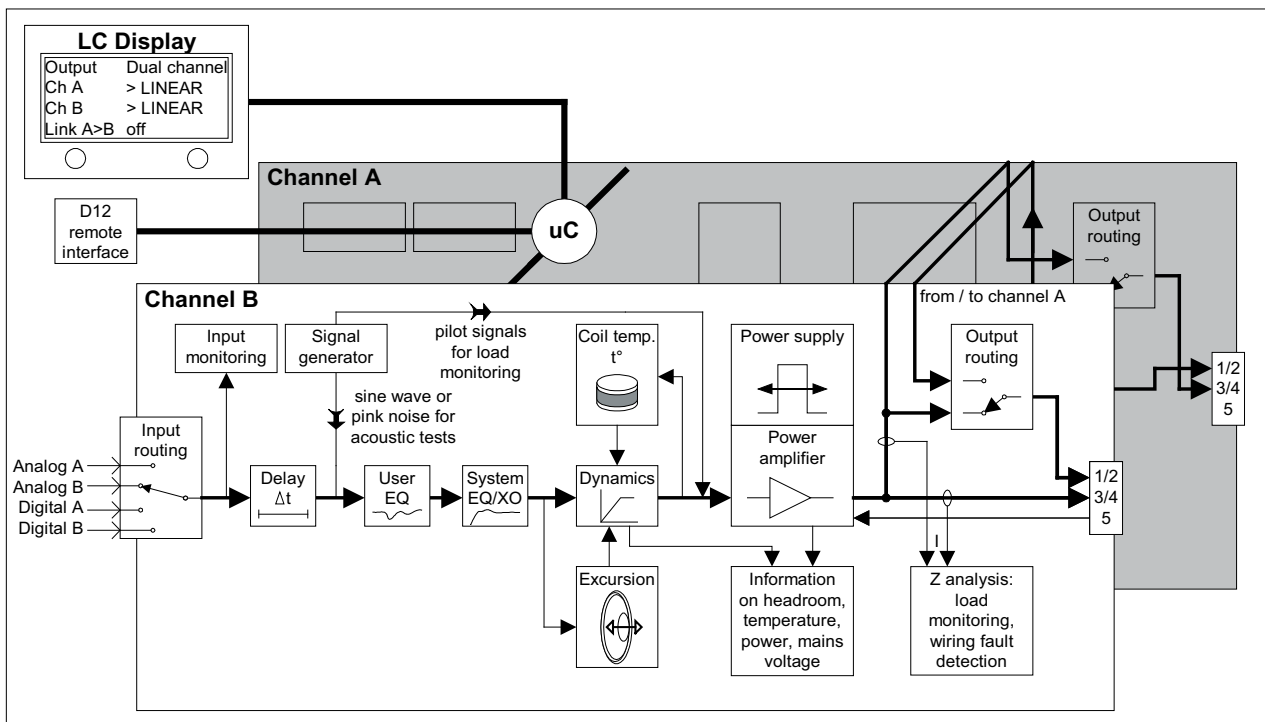 LC Display
Output Dual channel
Ch A > LINEAR
Ch B > LINEAR
Link A>B off
D12
remote
interface
uC
Channel A
Output
routing
1/2
3/4
5
Channel B
from / to channel A
Input
monitoring
Signal
generator
pilot signals
for load
monitoring
sine wave or
pink noise for
acoustic tests
Coil temp.
t°
Power supply
Output
routing
Input
routing
Analog A
Analog B
Digital A
Digital B
Delay
Δt
User
EQ
System
EQ/XO
Dynamics
Power
amplifier
1/2
3/4
5
I
Excursion
Information
on headroom,
temperature,
power, mains
voltage
Z analysis:
load
monitoring,
wiring fault
detection